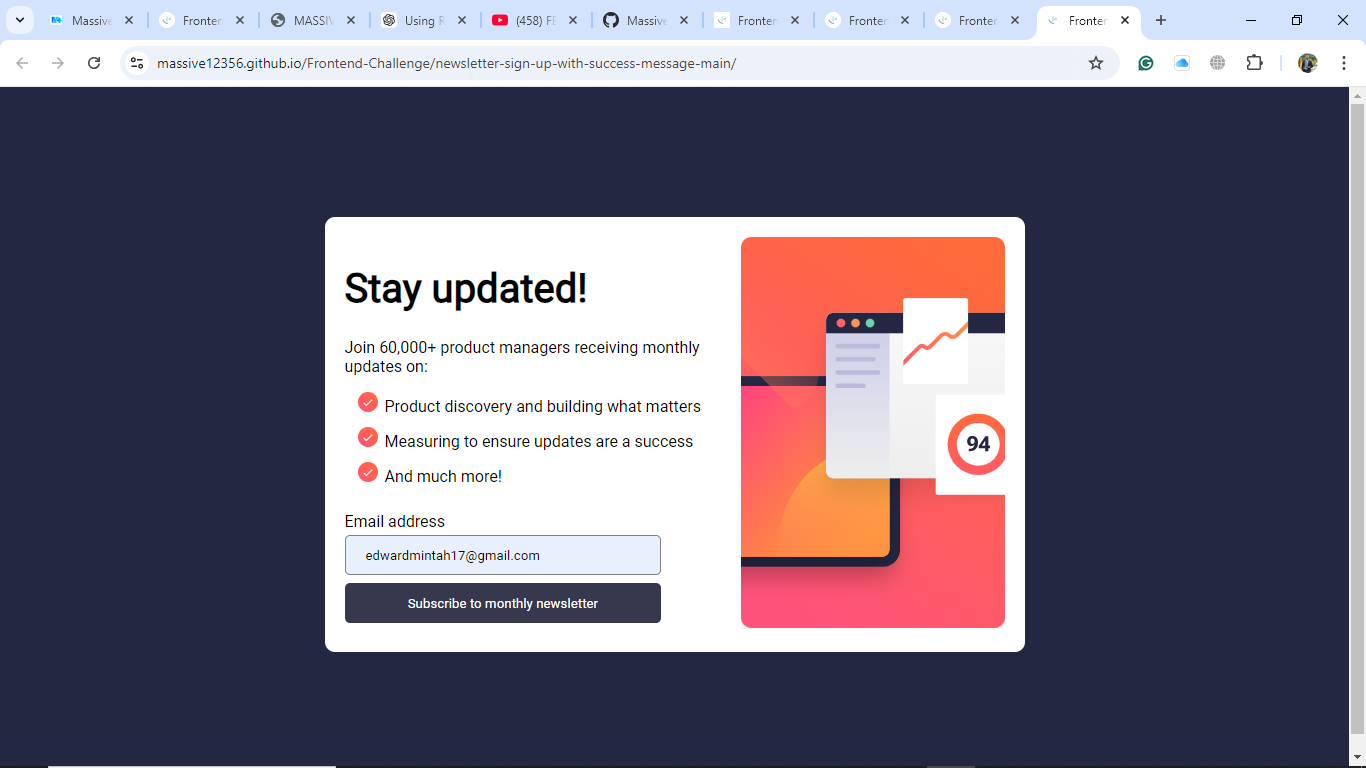 Massive
Fronten
MASSIV
Using R
(458) FE
Massive
Fronten
Fronten
Fronten
Fronten
massive12356.github.io/Frontend-Challenge/newsletter-sign-up-with-success-message-main/
Stay updated!
Join 60,000+ product managers receiving monthly
updates on:
Product discovery and building what matters
Measuring to ensure updates are a success
And much more!
94
Email address
edwardmintah17@gmail.com
Subscribe to monthly newsletter